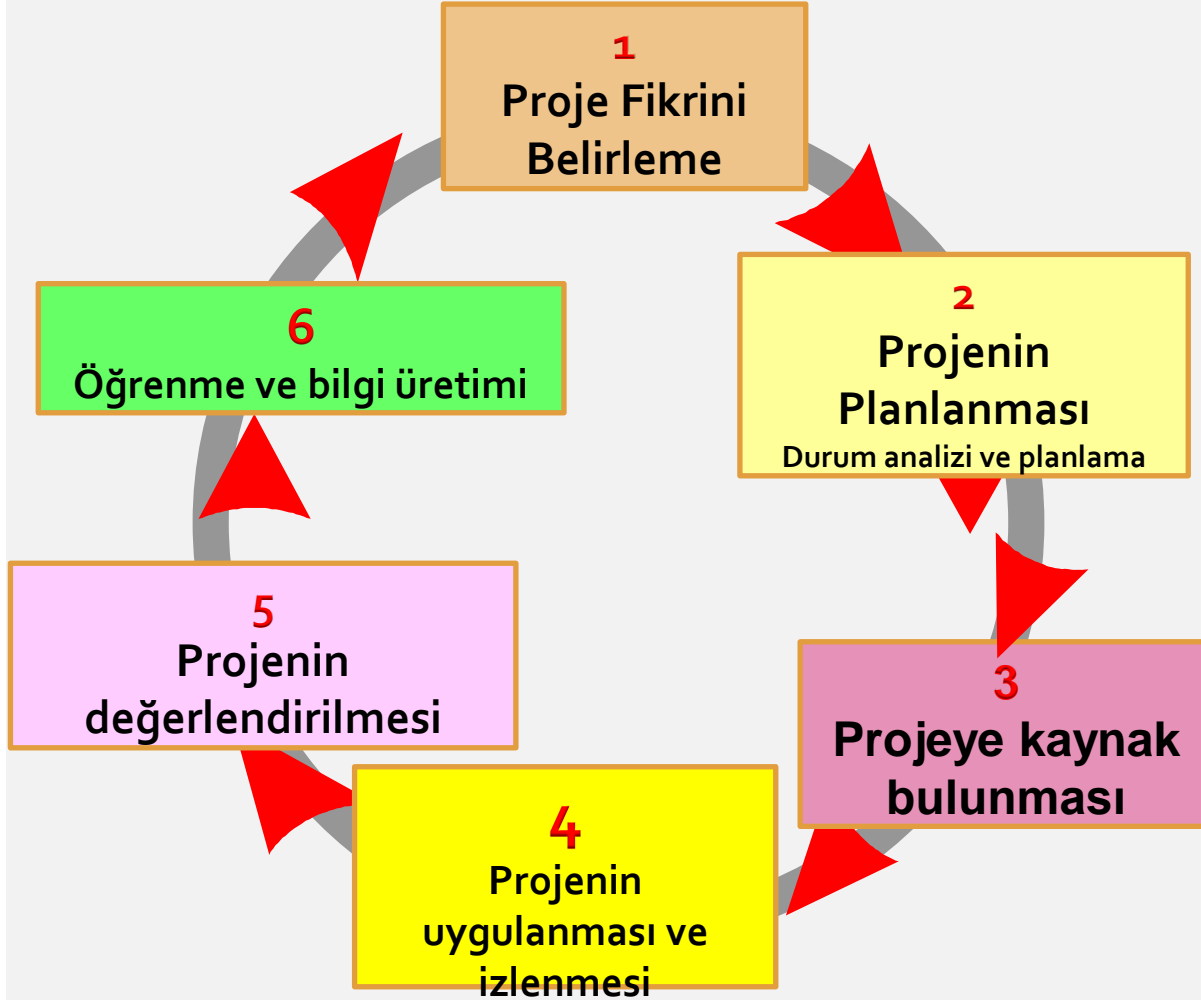 1
Proje Fikrini
Belirleme
2
Projenin
Planlanması
Durum analizi ve planlama
3
Projeye kaynak
bulunması
4
Projenin
uygulanması ve
izlenmesi
5
Projenin
değerlendirilmesi
6
Öğrenme ve bilgi üretimi